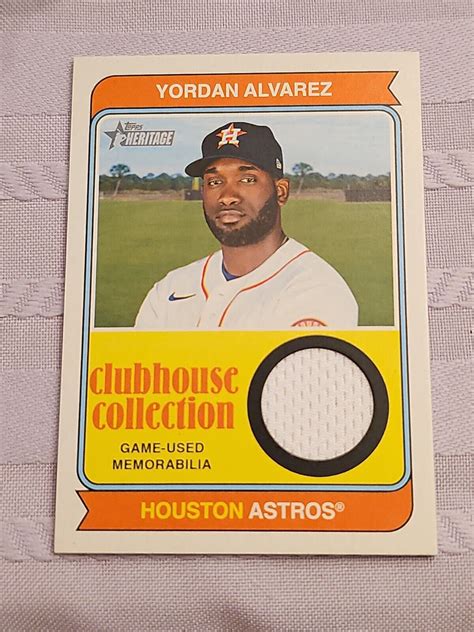 YORDAN ALVAREZ
topps
HERITAGE
H
clubhouse
collection
GAME-USED
MEMORABILIA
HOUSTON ASTROS®